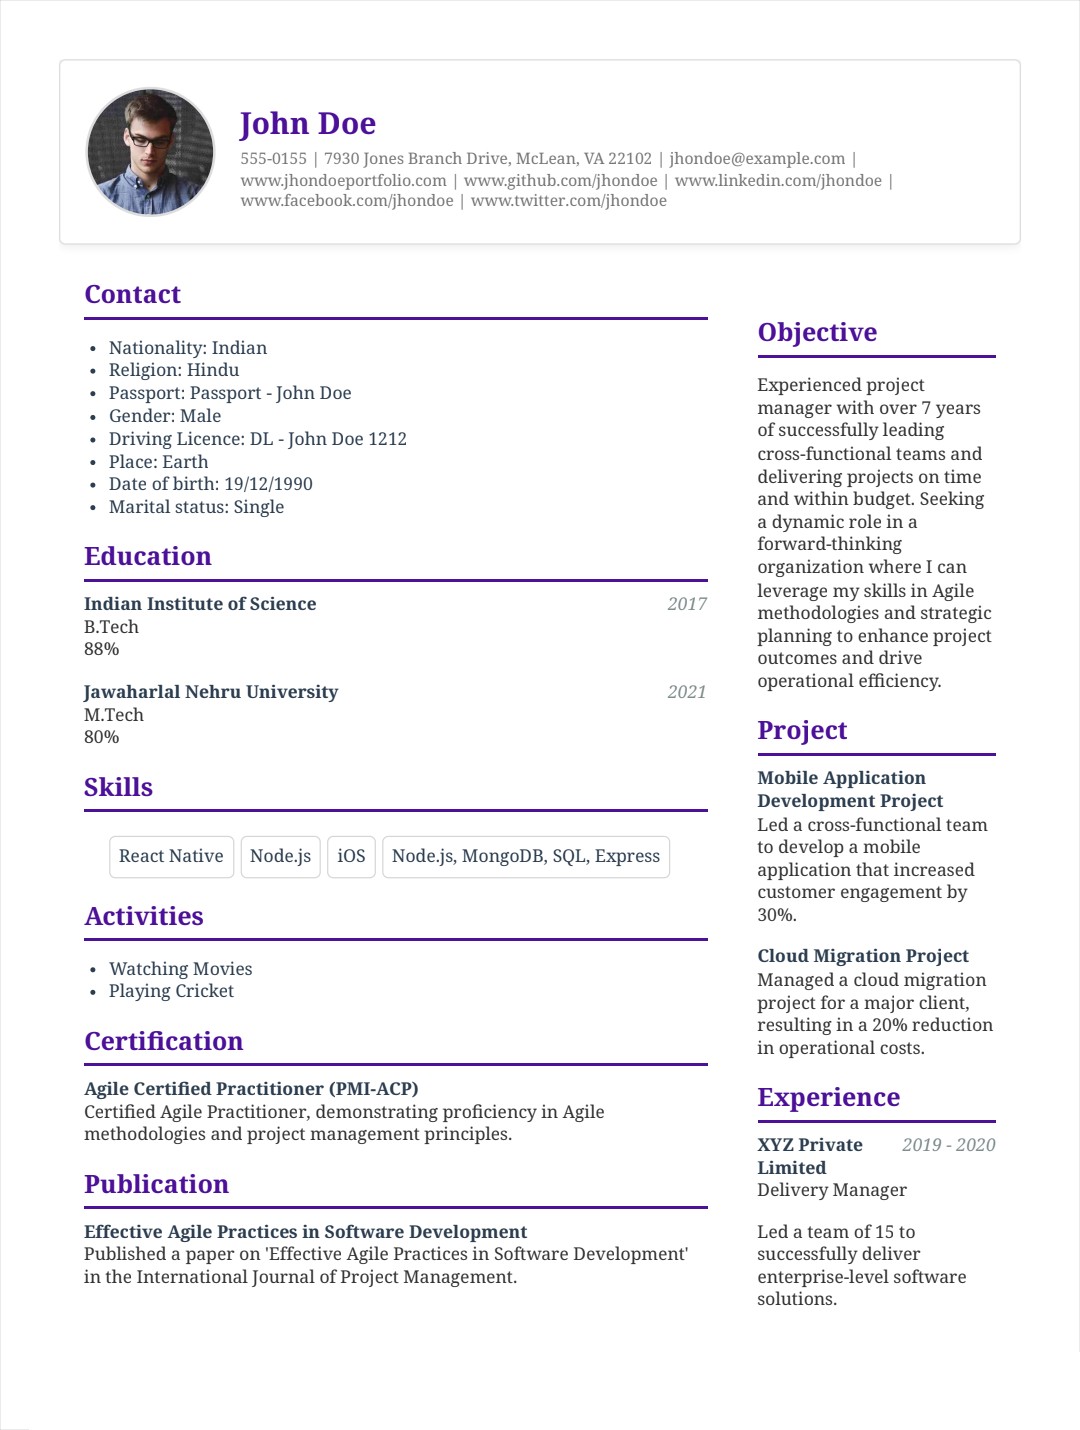 John Doe
555-0155 | 7930 Jones Branch Drive, McLean, VA 22102 | jhondoe@example.com |
www.jhondoeportfolio.com | www.github.com/jhondoe | www.linkedin.com/jhondoe |
www.facebook.com/jhondoe | www.twitter.com/jhondoe
Contact
• Nationality: Indian
• Religion: Hindu
• Passport: Passport - John Doe
• Gender: Male
• Driving Licence: DL - John Doe 1212
• Place: Earth
• Date of birth: 19/12/1990
• Marital status: Single
Education
Indian Institute of Science 2017
B.Tech
88%
Jawaharlal Nehru University 2021
M.Tech
80%
Skills
React Native Node.js iOS Node.js, MongoDB, SQL, Express
Activities
• Watching Movies
• Playing Cricket
Certification
Agile Certified Practitioner (PMI-ACP)
Certified Agile Practitioner, demonstrating proficiency in Agile
methodologies and project management principles.
Publication
Effective Agile Practices in Software Development
Published a paper on 'Effective Agile Practices in Software Development'
in the International Journal of Project Management.
Objective
Experienced project
manager with over 7 years
of successfully leading
cross-functional teams and
delivering projects on time
and within budget. Seeking
a dynamic role in a
forward-thinking
organization where I can
leverage my skills in Agile
methodologies and strategic
planning to enhance project
outcomes and drive
operational efficiency.
Project
Mobile Application
Development Project
Led a cross-functional team
to develop a mobile
application that increased
customer engagement by
30%.
Cloud Migration Project
Managed a cloud migration
project for a major client,
resulting in a 20% reduction
in operational costs.
Experience
XYZ Private 2019 - 2020
Limited
Delivery Manager
Led a team of 15 to
successfully deliver
enterprise-level software
solutions.